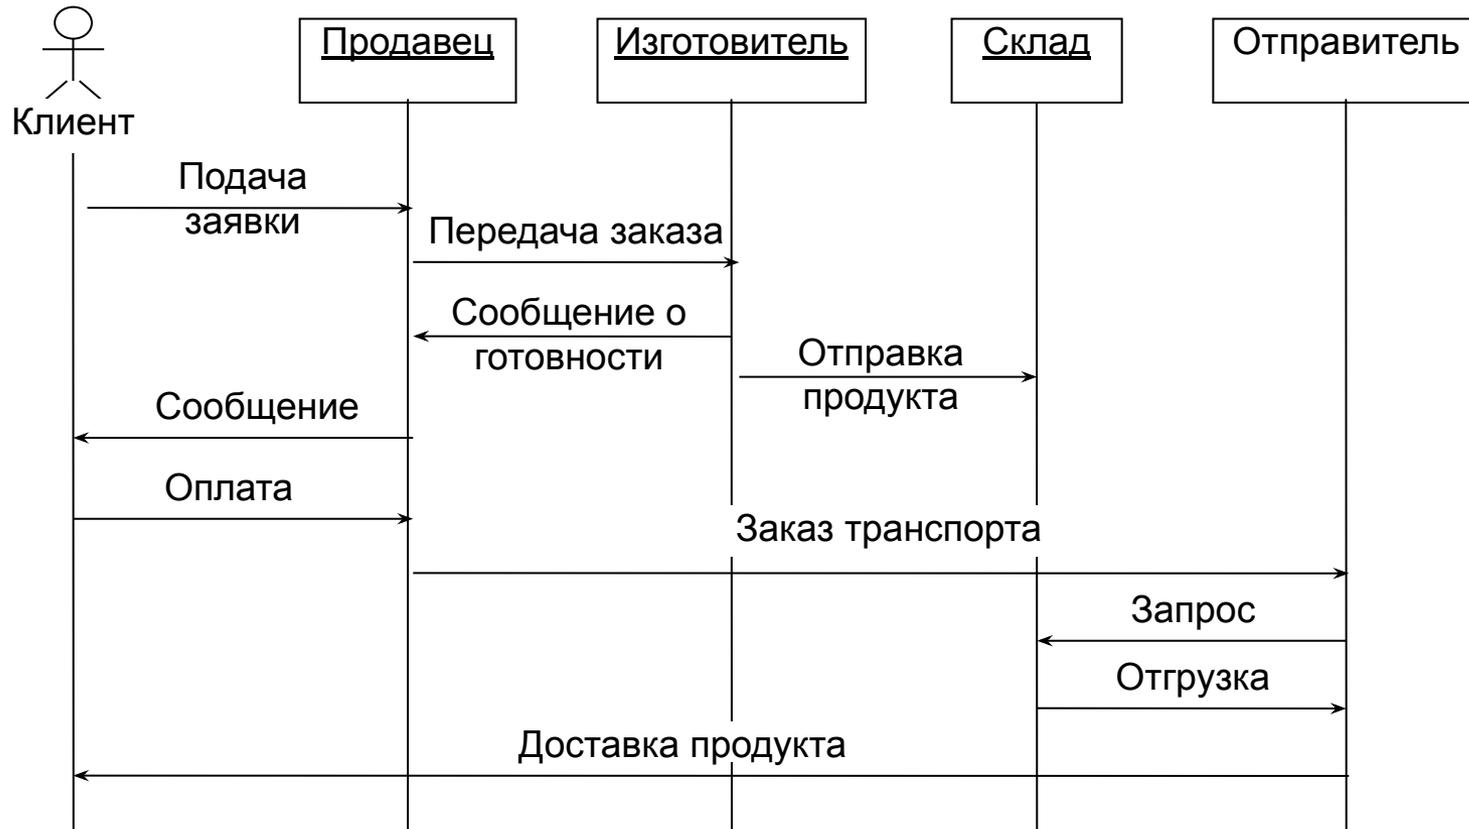 Продавец
Изготовитель
Склад
Отправитель
Клиент
Подача
заявки
Передача заказа
Сообщение о
готовности
Отправка
продукта
Сообщение
Оплата
Заказ транспорта
Запрос
Отгрузка
Доставка продукта